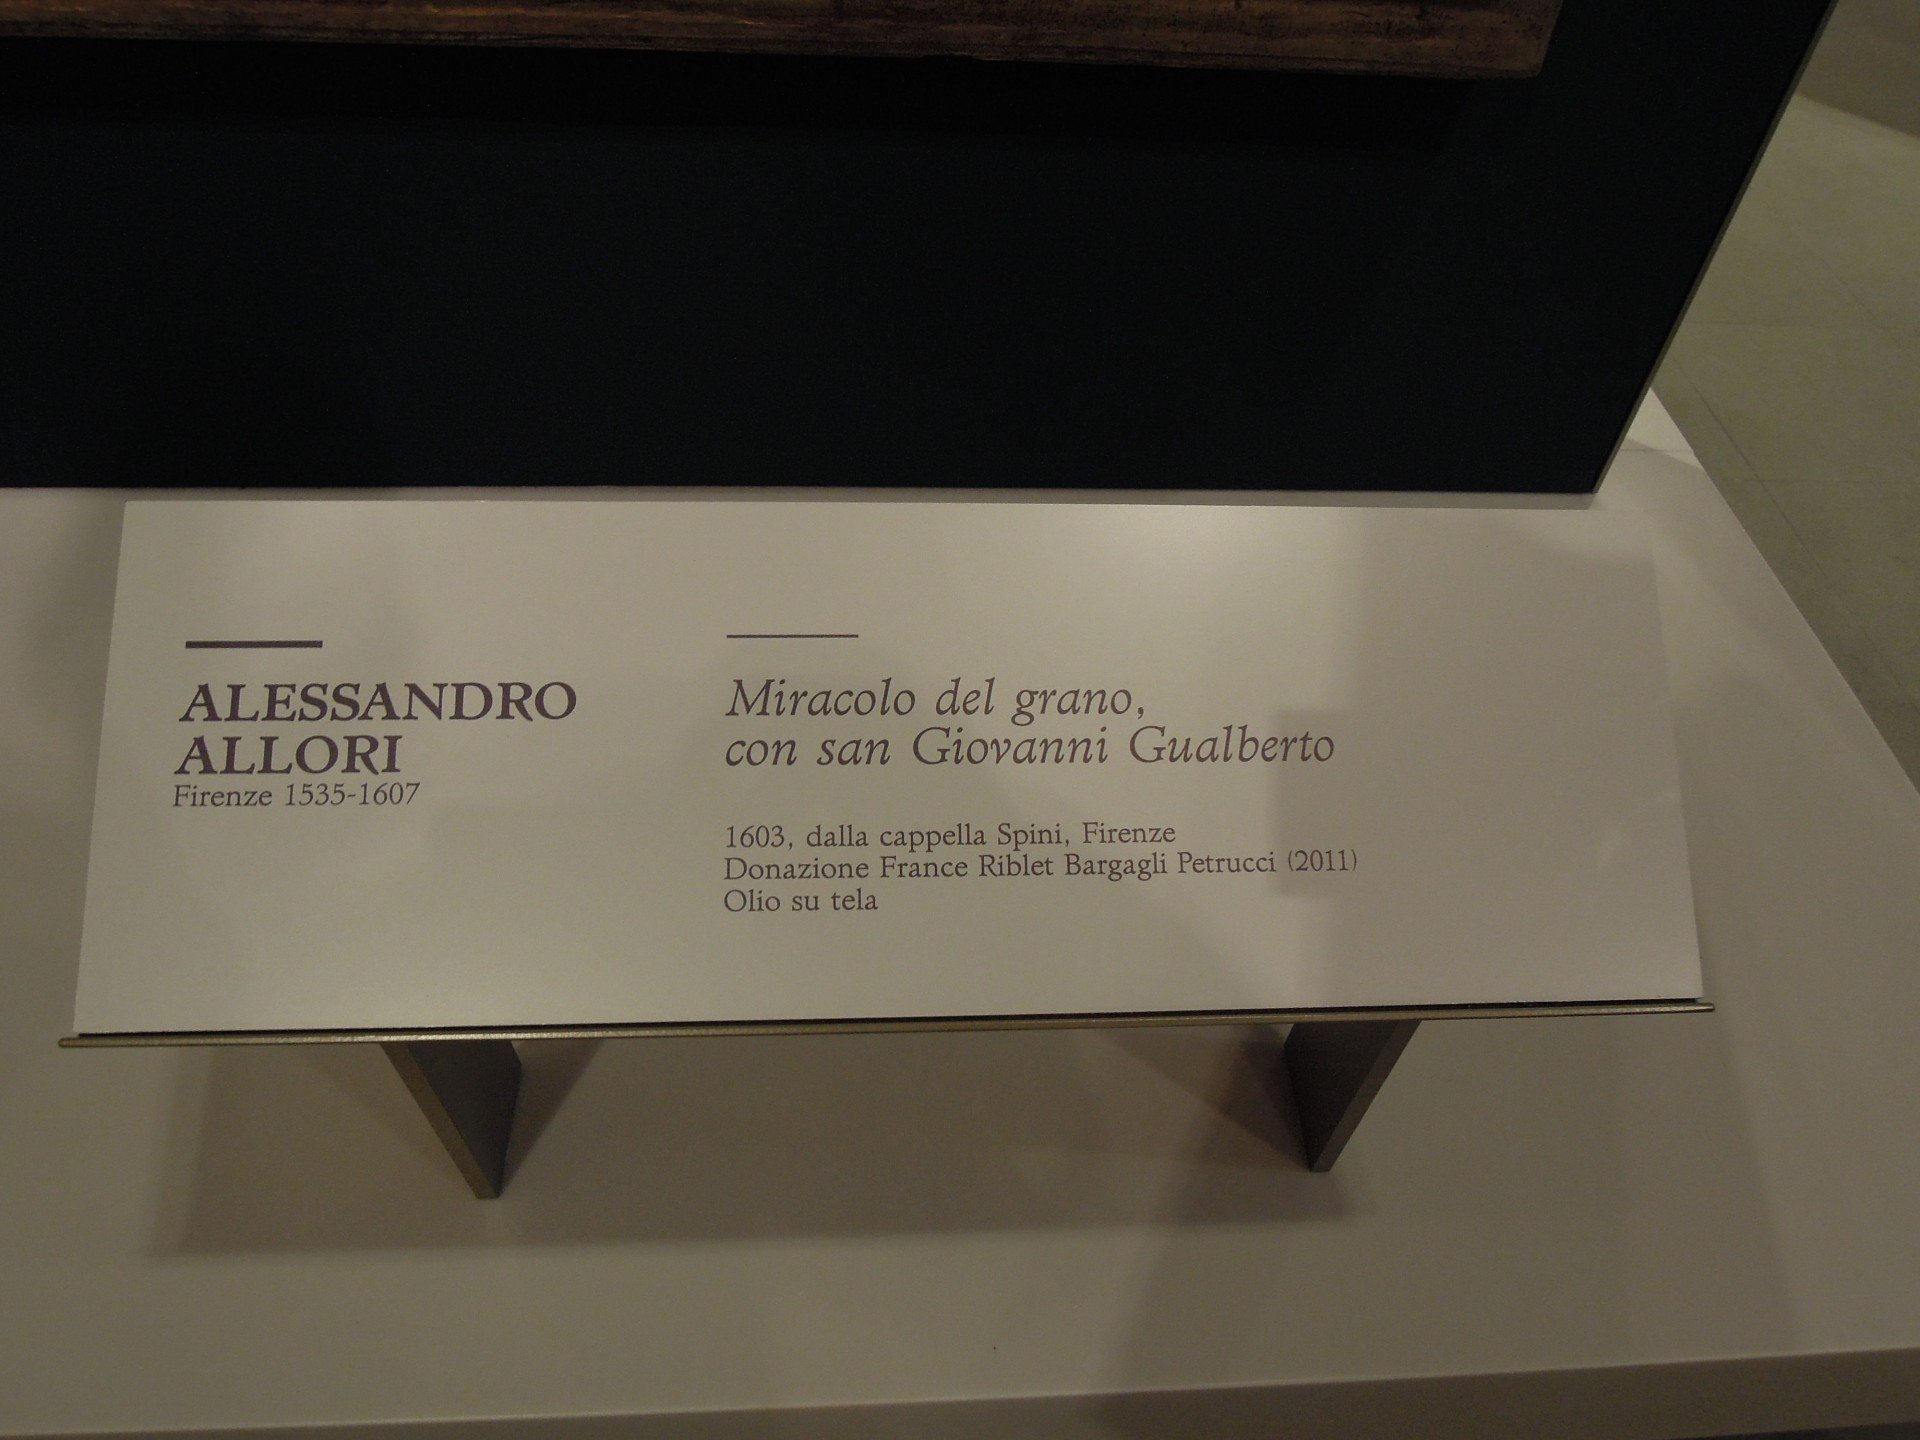 ALESSANDRO
ALLORI
Firenze 1535-1607
Miracolo del grano,
con san Giovanni Gualberto
1603, dalla cappella Spini, Firenze
Donazione France Riblet Bargagli Petrucci (2011)
Olio su tela